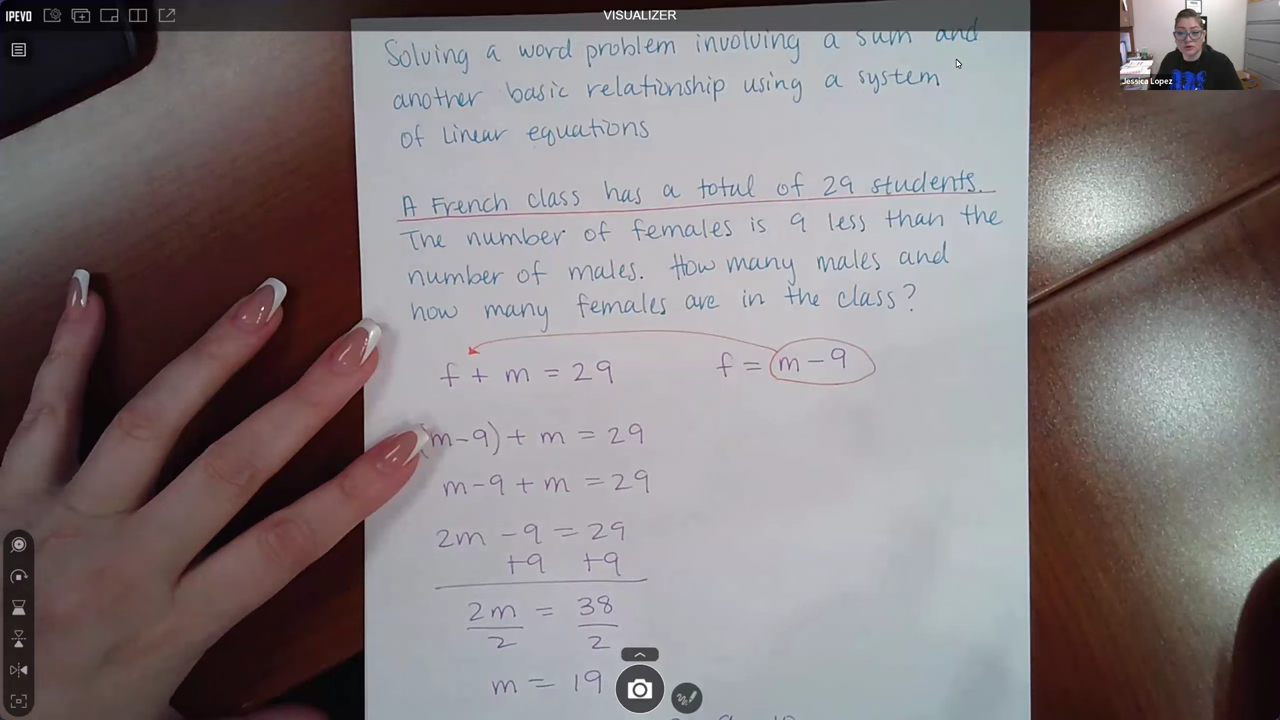 IPEVO
VISUALIZER
Jessica Lopez
Solving a word problem involving a sum and
another basic relationship using a system
of linear equations
A French class has a total of 29 students.
The number of females is 9 less than the
number of males. How many males and
how many females are in the class?
f + m = 29 f = m - 9
(m-9) + m = 29
m-9 + m = 29
2m - 9 = 29
+9 +9
2m = 38
2 2
m = 19